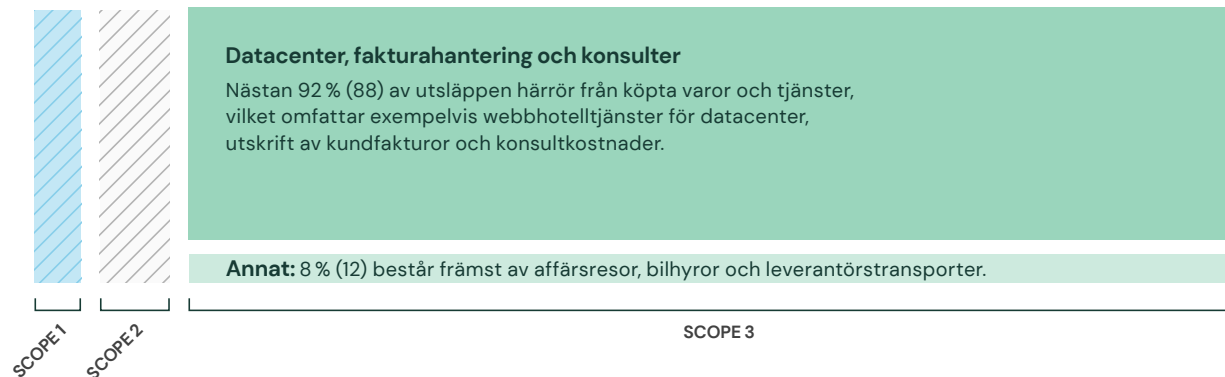 Datacenter, fakturahantering och konsulter
Nästan 92 % (88) av utsläppen härrör från köpta varor och tjänster,
vilket omfattar exempelvis webbhotelltjänster för datacenter,
utskrift av kundfakturor och konsultkostnader.
Annat: 8 % (12) består främst av affärsresor, bilhyror och leverantörstransporter.
SCOPE 1
SCOPE 2
SCOPE 3